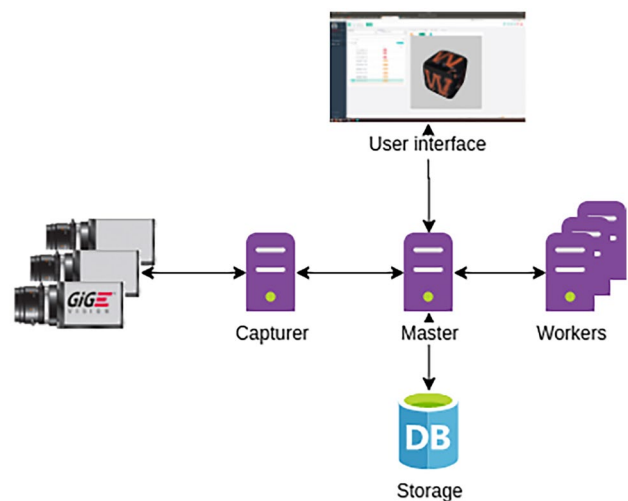 User interface
GIGE
VISION
Capturer
Master
Workers
DB
Storage